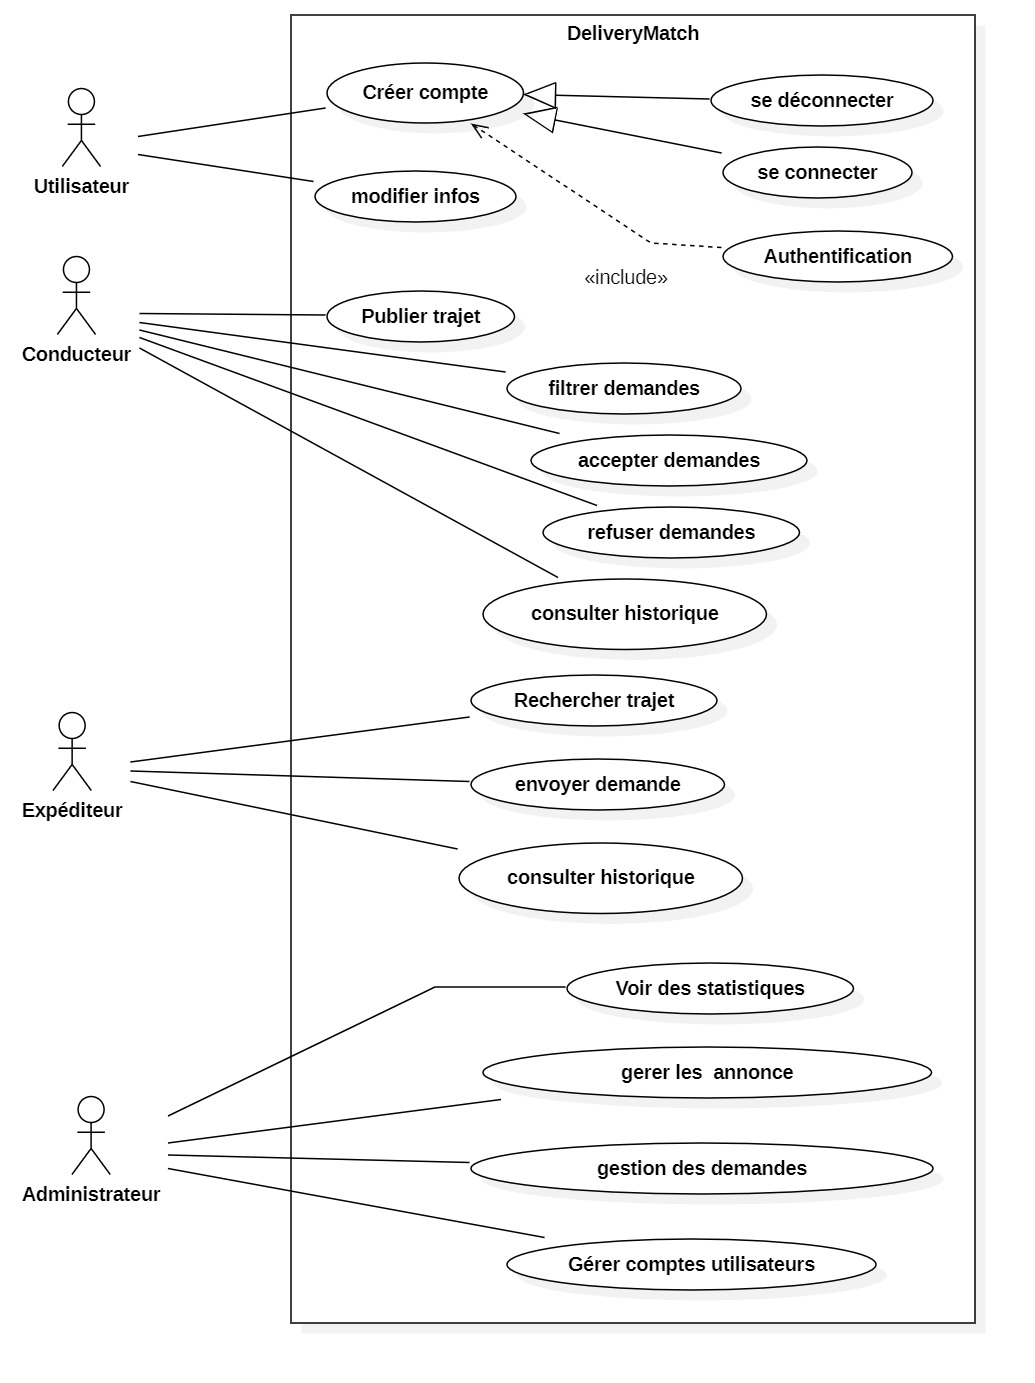 DeliveryMatch
Créer compte
se déconnecter
Utilisateur
se connecter
modifier infos
Authentification
«include»
Conducteur
Publier trajet
filtrer demandes
accepter demandes
refuser demandes
consulter historique
Rechercher trajet
Expéditeur
envoyer demande
consulter historique
Voir des statistiques
gerer les  annonce
Administrateur
gestion des demandes
Gérer comptes utilisateurs